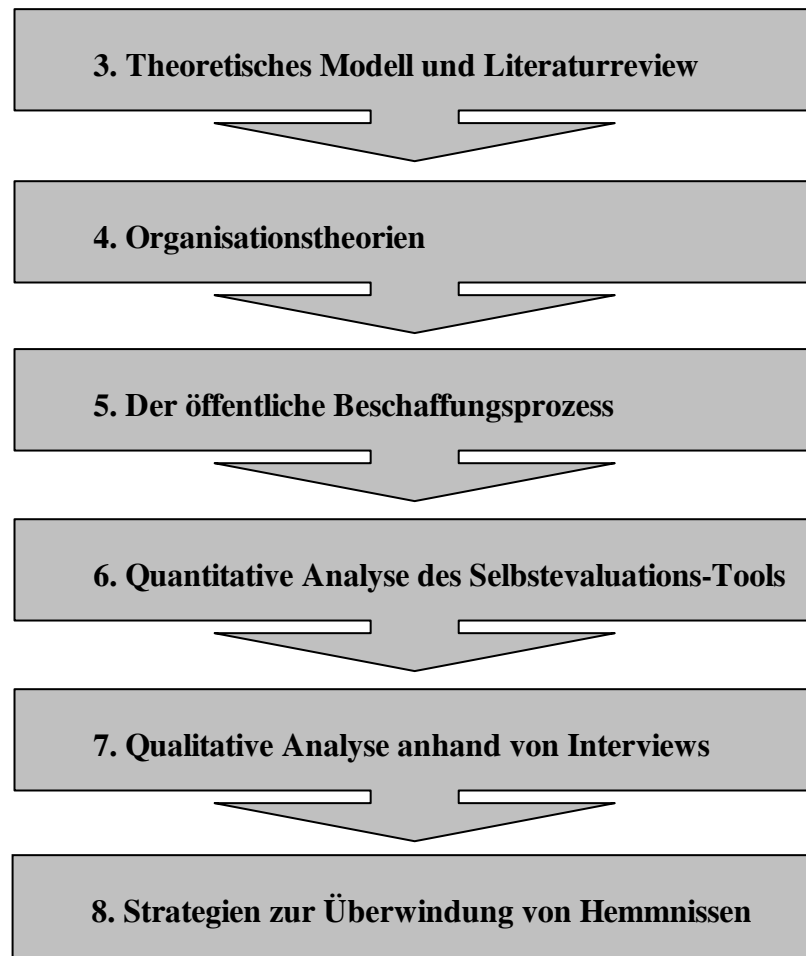 3. Theoretisches Modell und Literaturreview
4. Organisationstheorien
5. Der öffentliche Beschaffungsprozess
6. Quantitative Analyse des Selbstevaluations-Tools
7. Qualitative Analyse anhand von Interviews
8. Strategien zur Überwindung von Hemmnissen